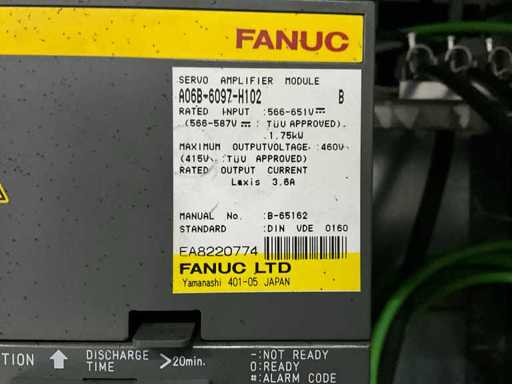 FANUC
SERVO AMPLIFIER MODULE
A06B-6097-H102 B
RATED INPUT :566-651V⎓
(566-587V⎓ :TÜV APPROVED)
1.75kW
MAXIMUM OUTPUTVOLTAGE :460V
(415V~:TÜV APPROVED)
RATED OUTPUT CURRENT
Laxis 3.6A
MANUAL No. :B-65162
STANDARD :DIN VDE 0160
EA8220774
FANUC LTD
Yamanashi 401-05 JAPAN
TION DISCHARGE TIME >20min.
-:NOT READY
0:READY
#:ALARM CODE